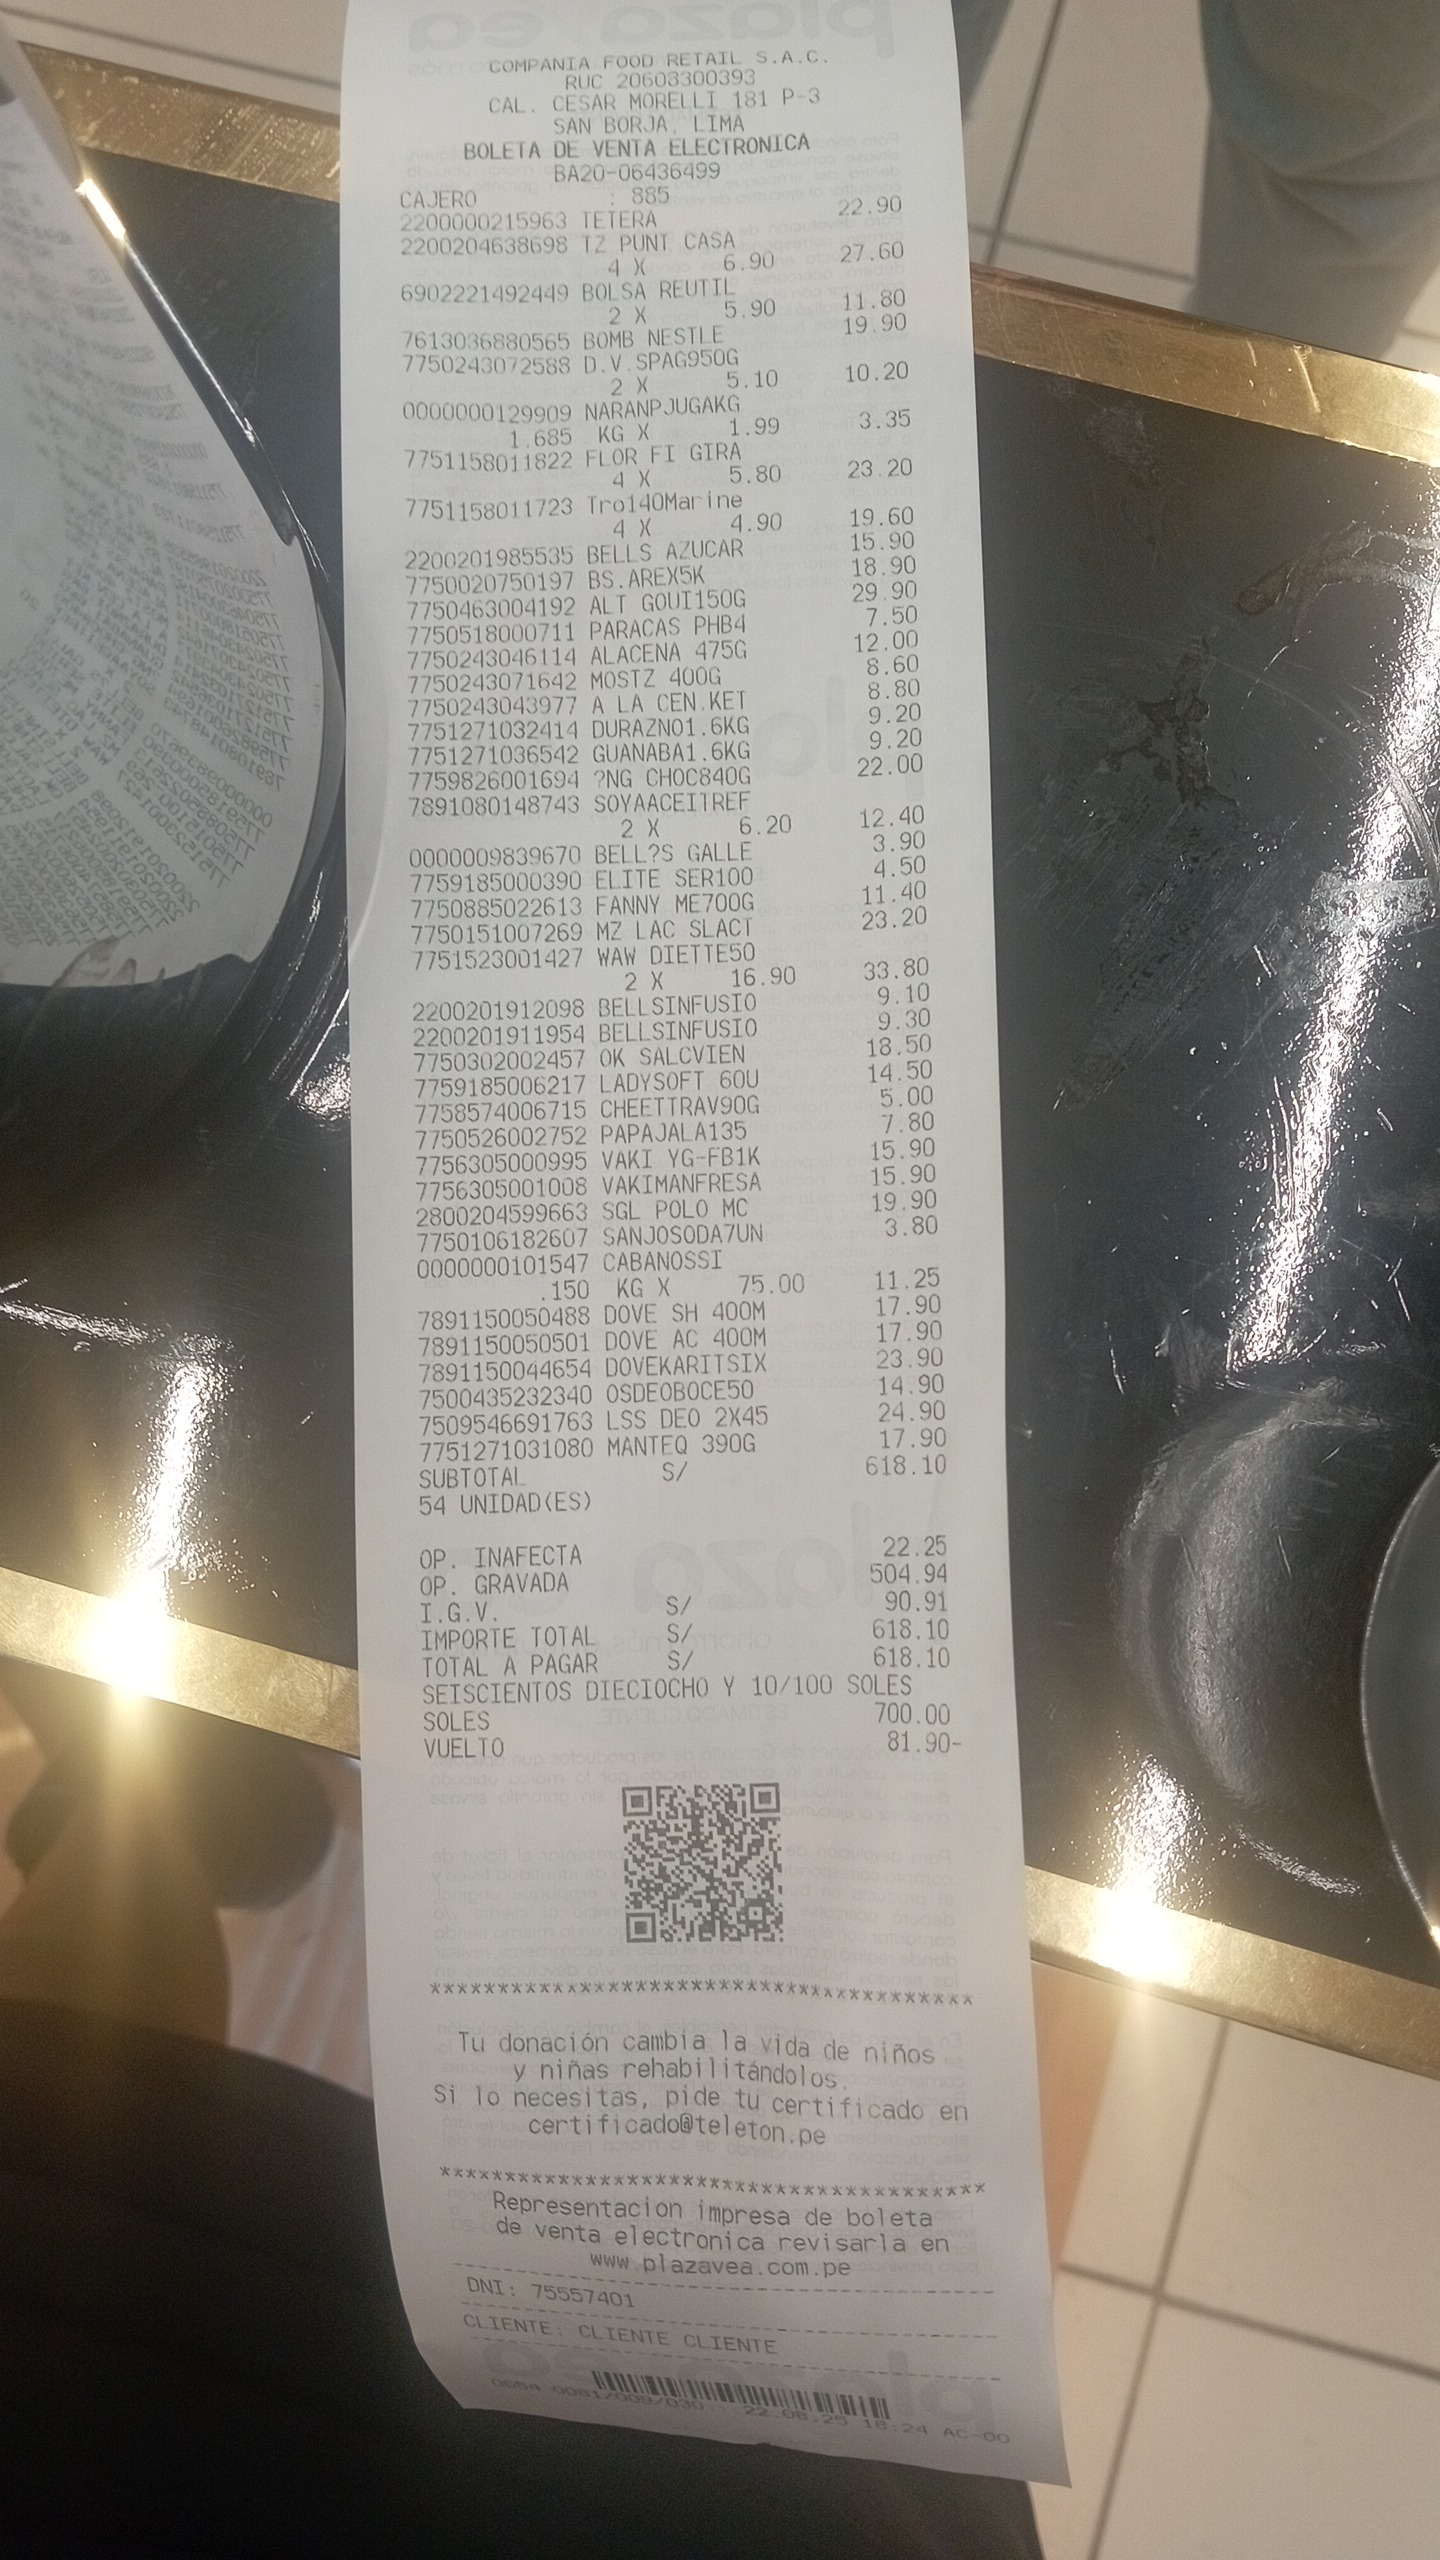 COMPANIA FOOD RETAIL S.A.C.
RUC 20608300393
CAL. CESAR MORELLI 181 P-3
SAN BORJA, LIMA
BOLETA DE VENTA ELECTRONICA
BA20-06436499
CAJERO : 885
2200000215963 TETERA 22.90
2200204638698 TZ PUNT CASA
4 X 6.90 27.60
6902221492449 BOLSA REUTIL
2 X 5.90 11.80
7613036880565 BOMB NESTLE 19.90
7750243072588 D.V.SPAG950G
2 X 5.10 10.20
0000000129909 NARANPJUGAKG
1.685 KG X 1.99 3.35
7751158011822 FLOR FI GIRA
4 X 5.80 23.20
7751158011723 Tro140Marine
4 X 4.90 19.60
2200201985535 BELLS AZUCAR 15.90
7750020750197 BS.AREX5K 18.90
7750463004192 ALT GOUI150G 29.90
7750518000711 PARACAS PHB4 7.50
7750243046114 ALACENA 475G 12.00
7750243071642 MOSTZ 400G 8.60
7750243043977 A LA CEN.KET 8.80
7751271032414 DURAZNO1.6KG 9.20
7751271036542 GUANABA1.6KG 9.20
7759826001694 ?NG CHOC840G 22.00
7891080148743 SOYAACEITREF
2 X 6.20 12.40
0000009839670 BELL?S GALLE 3.90
7759185000390 ELITE SER100 4.50
7750885022613 FANNY ME700G 11.40
7750151007269 MZ LAC SLACT 23.20
7751523001427 WAW DIETTE50
2 X 16.90 33.80
2200201912098 BELLSINFUSIO 9.10
2200201911954 BELLSINFUSIO 9.30
7750302002457 OK SALCVIEN 18.50
7759185006217 LADYSOFT 60U 14.50
7758574006715 CHEETTRAV90G 5.00
7750526002752 PAPAJALA135 7.80
7756305000995 VAKI YG-FB1K 15.90
7756305001008 VAKIMANFRESA 15.90
2800204599663 SGL POLO MC 19.90
7750106182607 SANJOSODA7UN 3.80
0000000101547 CABANOSSI
.150 KG X 75.00 11.25
7891150050488 DOVE SH 400M 17.90
7891150050501 DOVE AC 400M 17.90
7891150044654 DOVEKARITSIX 23.90
7500435232340 OSDEOBOCE50 14.90
7509546691763 LSS DEO 2X45 24.90
7751271031080 MANTEQ 390G 17.90
SUBTOTAL S/ 618.10
54 UNIDAD(ES)
OP. INAFECTA 22.25
OP. GRAVADA 504.94
I.G.V. S/ 90.91
IMPORTE TOTAL S/ 618.10
TOTAL A PAGAR S/ 618.10
SEISCIENTOS DIECIOCHO Y 10/100 SOLES
SOLES 700.00
VUELTO 81.90-
****************************************
Tu donación cambia la vida de niños
y niñas rehabilitándolos.
Si lo necesitas, pide tu certificado en
certificado@teleton.pe
****************************************
Representacion impresa de boleta
de venta electronica revisarla en
www.plazavea.com.pe
DNI: 75557401
CLIENTE: CLIENTE CLIENTE
0654 0081/009/030 22.08.25 18:24 AC-00